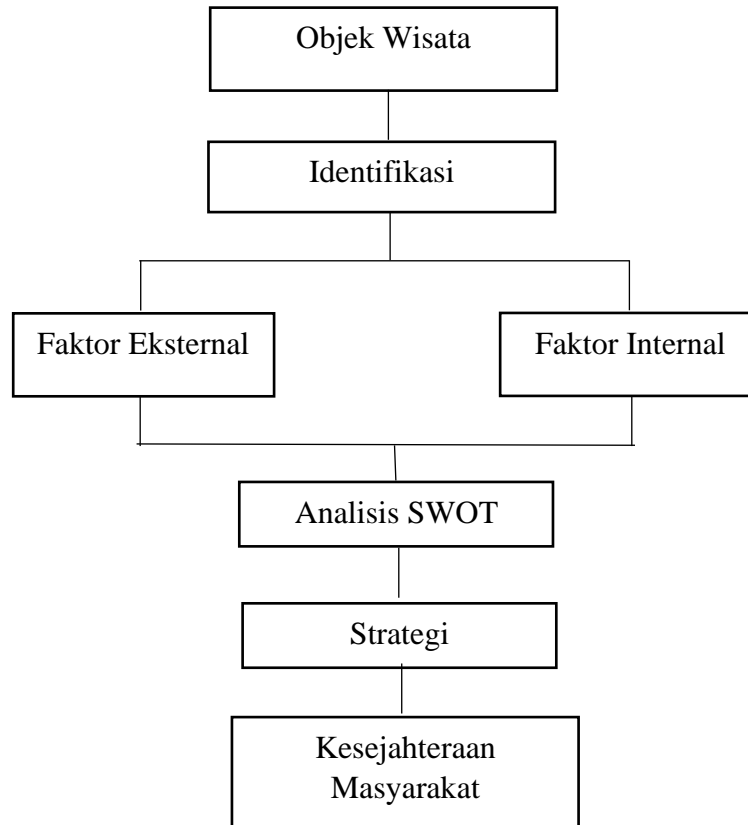 Objek Wisata
Identifikasi
Faktor Eksternal
Faktor Internal
Analisis SWOT
Strategi
Kesejahteraan
Masyarakat